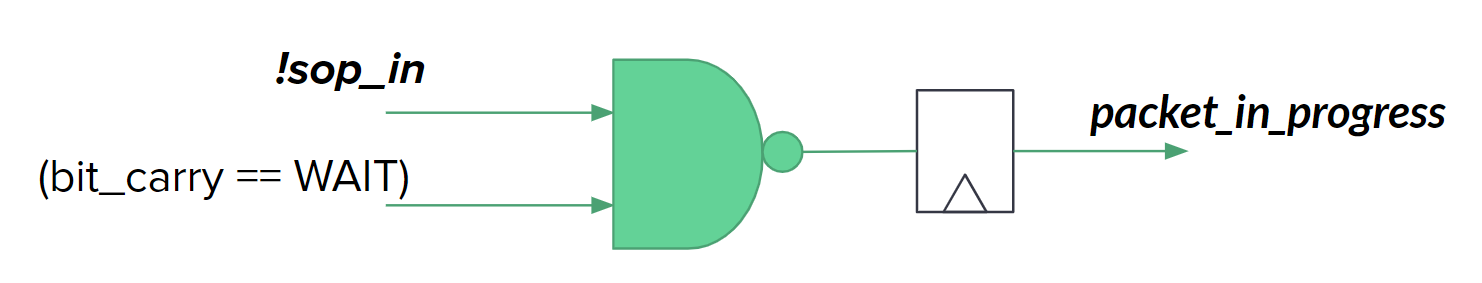 !sop_in
packet_in_progress
(bit_carry == WAIT)